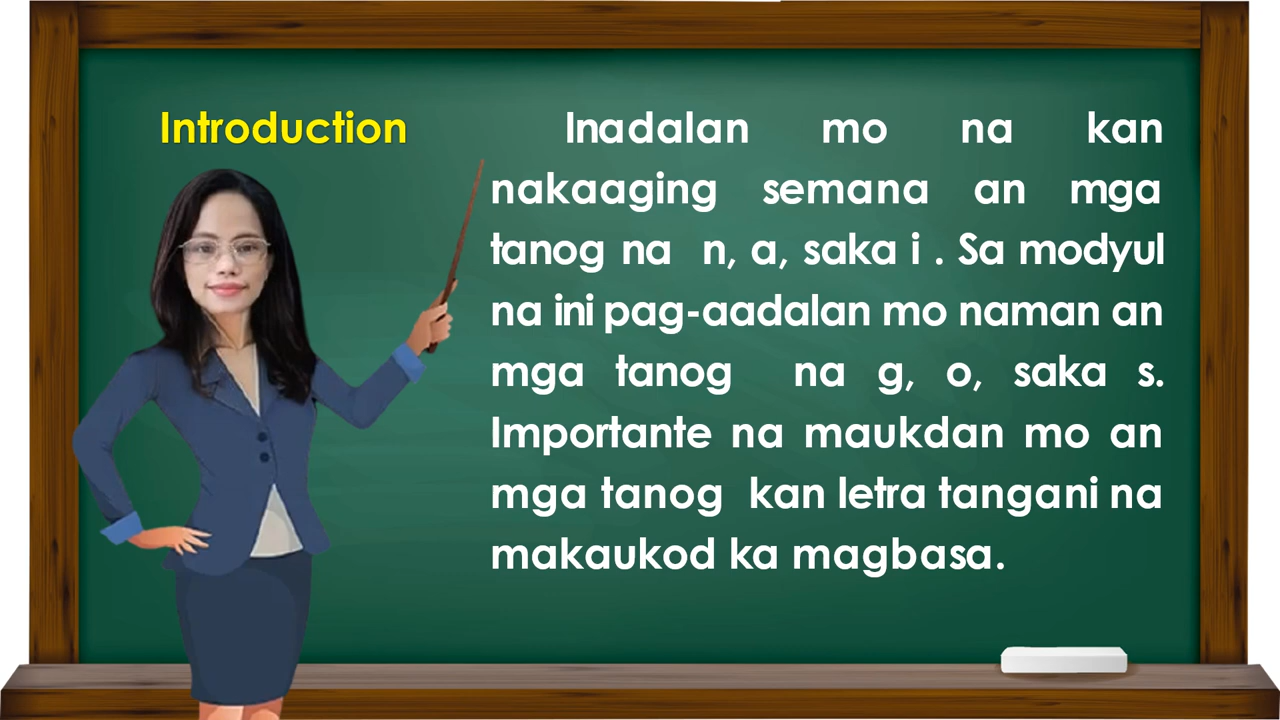 Introduction
Inadalan mo na kan
nakaaging semana an mga
tanog na n, a, saka i . Sa modyul
na ini pag-aadalan mo naman an
mga tanog na g, o, saka s.
Importante na maukdan mo an
mga tanog kan letra tangani na
makaukod ka magbasa.